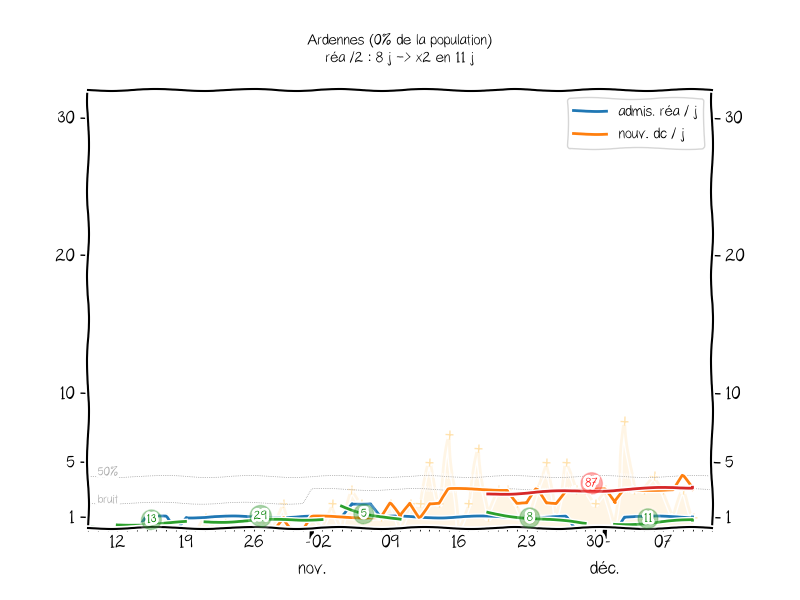 Ardennes (0% de la population)
réa /2 : 8 j -> x2 en 11 j
admis. réa / j
nouv. dc / j
30 30
20 20
10 10
50%
5 5
87
bruit
13 29 5 8 11
1 1
12 19 26 02 09 16 23 30 07
nov. déc.